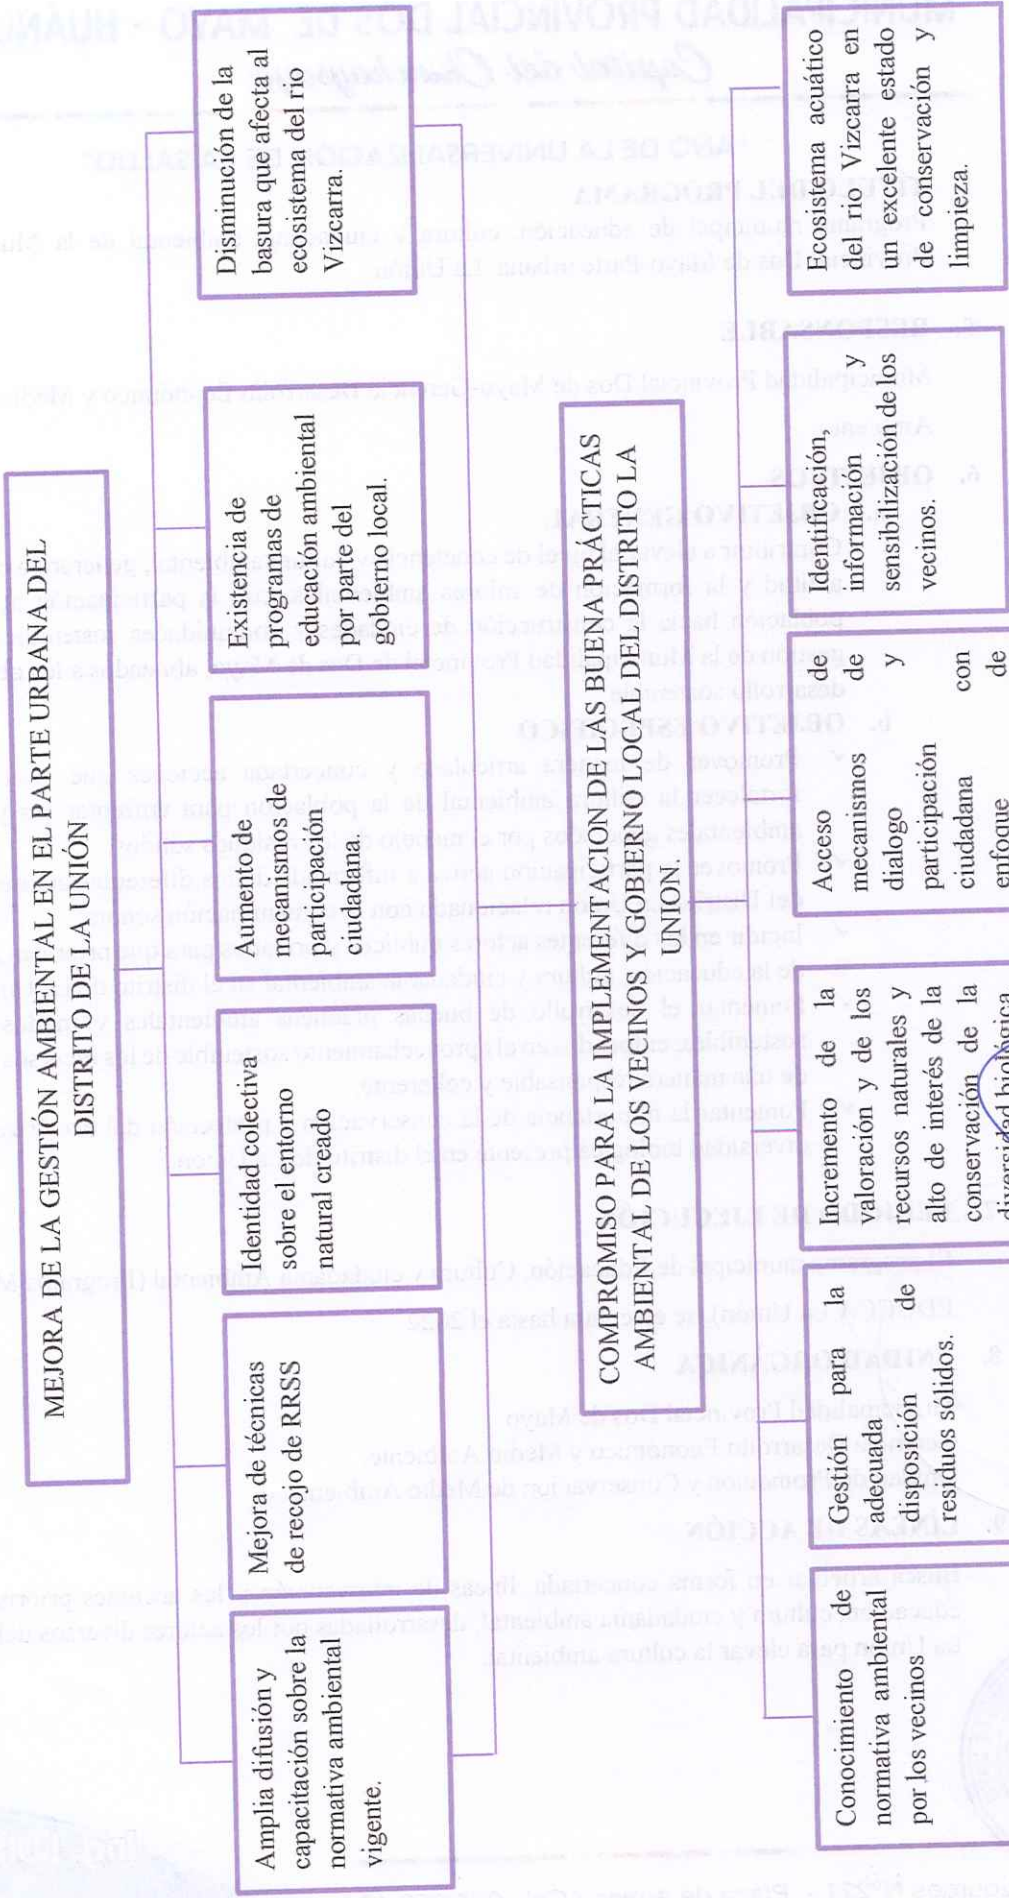 MEJORA DE LA GESTIÓN AMBIENTAL EN EL PARTE URBANA DEL
DISTRITO DE LA UNIÓN
Amplia difusión y
capacitación sobre la
normativa ambiental
vigente.
Mejora de técnicas
de recojo de RRSS
Identidad colectiva
sobre el entorno
natural creado
Aumento de
mecanismos de
participación
ciudadana.
Existencia de
programas de
educación ambiental
por parte del
gobierno local.
Disminución de la
basura que afecta al
ecosistema del rio
Vizcarra.
COMPROMISO PARA LA IMPLEMENTACION DE LAS BUENA PRÁCTICAS
AMBIENTAL DE LOS VECINOS Y GOBIERNO LOCAL DEL DISTRITO LA
UNION.
Conocimiento de
normativa ambiental
por los vecinos
Gestión para la
adecuada
disposición de
residuos sólidos.
Incremento de la
valoración y de los
recursos naturales y
alto de interés de la
conservación de la
diversidad biológica
Acceso de
mecanismos de
dialogo y
participación
ciudadana con
enfoque de
Identificación,
información y
sensibilización de los
vecinos.
Ecosistema acuático
del rio Vizcarra en
un excelente estado
de conservación y
limpieza.